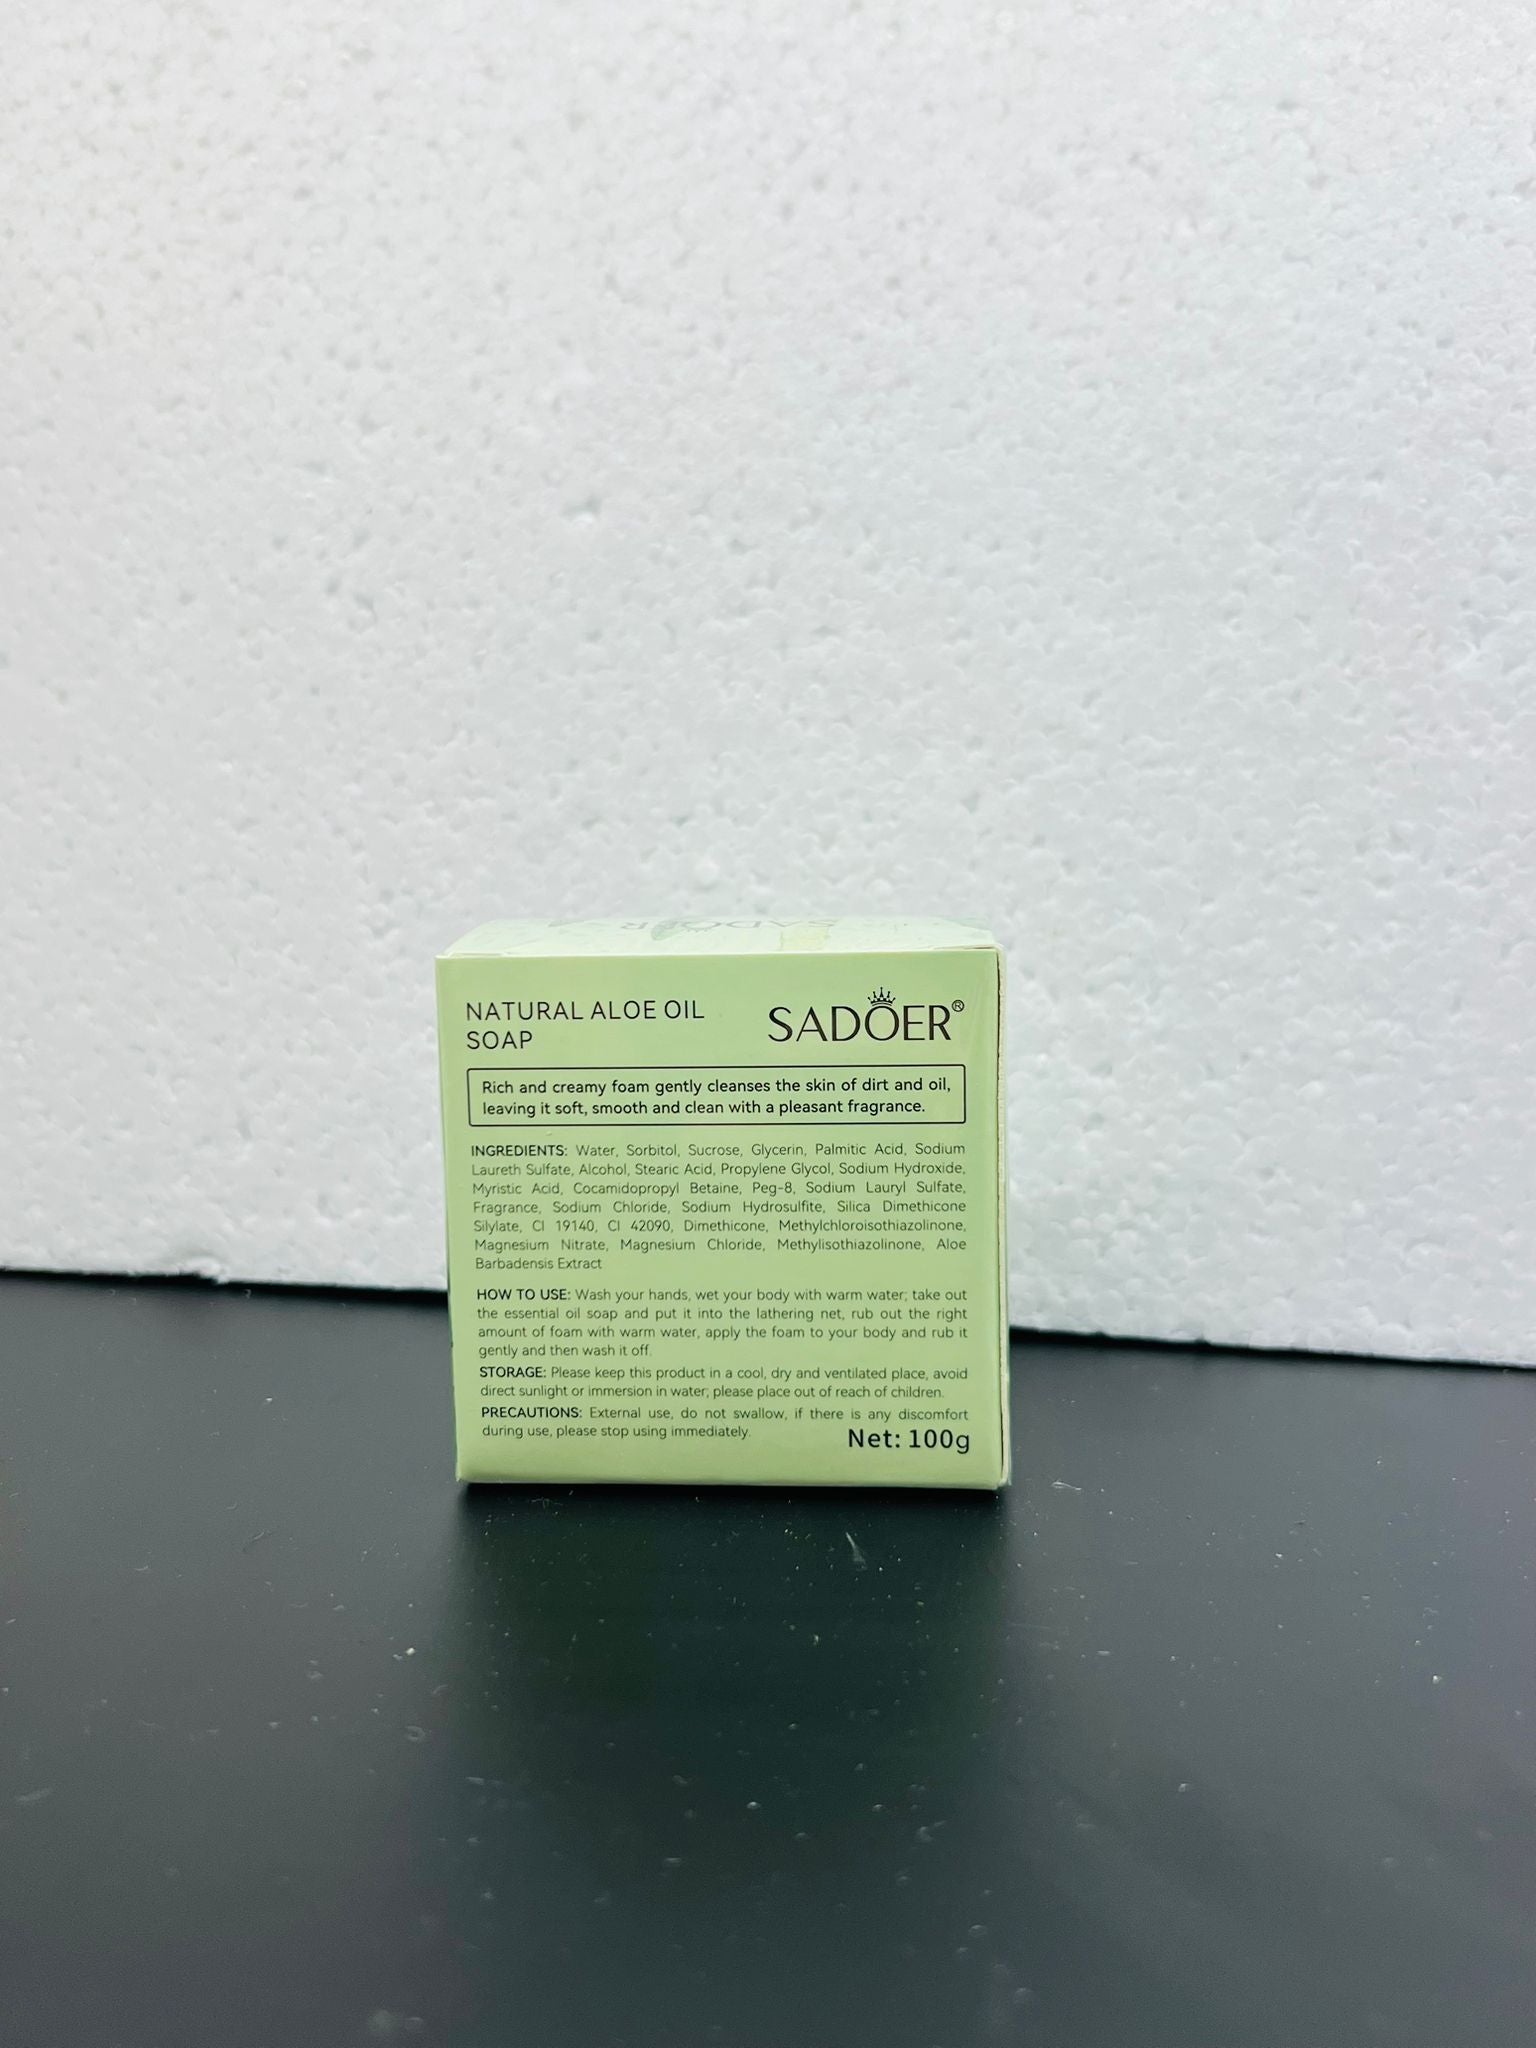 SADOER
NATURAL ALOE OIL
SOAP
SADOER®
Rich and creamy foam gently cleanses the skin of dirt and oil,
leaving it soft, smooth and clean with a pleasant fragrance.
INGREDIENTS: Water, Sorbitol, Sucrose, Glycerin, Palmitic Acid, Sodium
Laureth Sulfate, Alcohol, Stearic Acid, Propylene Glycol, Sodium Hydroxide,
Myristic Acid, Cocamidopropyl Betaine, Peg-8, Sodium Lauryl Sulfate,
Fragrance, Sodium Chloride, Sodium Hydrosulfite, Silica Dimethicone
Silylate, CI 19140, CI 42090, Dimethicone, Methylchloroisothiazolinone,
Magnesium Nitrate, Magnesium Chloride, Methylisothiazolinone, Aloe
Barbadensis Extract
HOW TO USE: Wash your hands, wet your body with warm water; take out
the essential oil soap and put it into the lathering net, rub out the right
amount of foam with warm water, apply the foam to your body and rub it
gently and then wash it off.
STORAGE: Please keep this product in a cool, dry and ventilated place, avoid
direct sunlight or immersion in water; please place out of reach of children.
PRECAUTIONS: External use, do not swallow, if there is any discomfort
during use, please stop using immediately.
Net: 100g